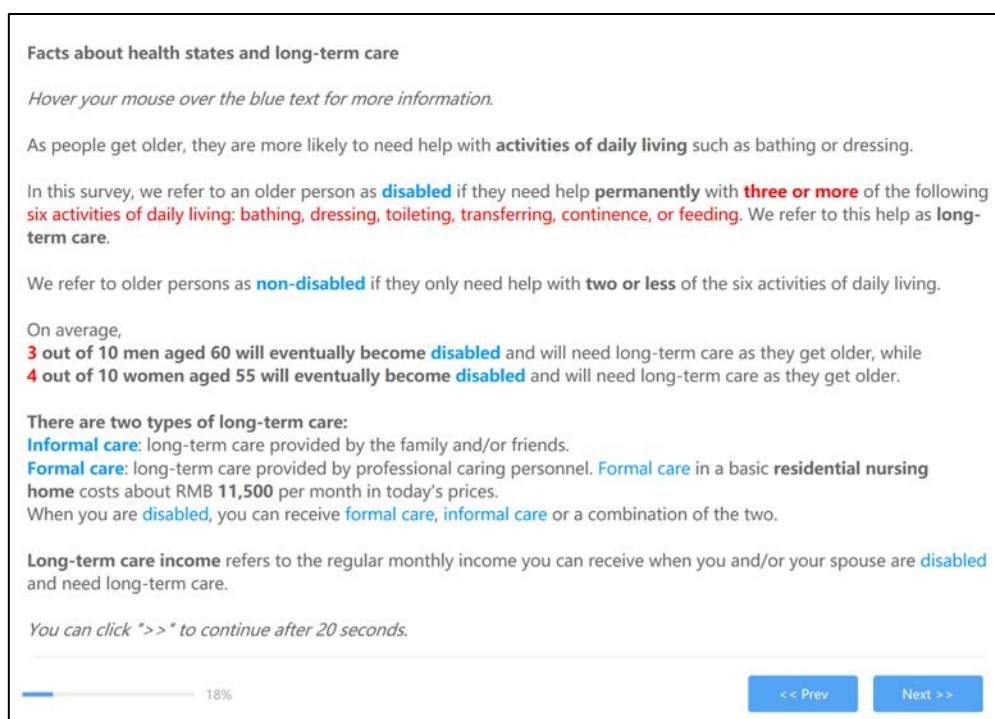 Facts about health states and long-term care
Hover your mouse over the blue text for more information.
As people get older, they are more likely to need help with activities of daily living such as bathing or dressing.
In this survey, we refer to an older person as disabled if they need help permanently with three or more of the following
six activities of daily living: bathing, dressing, toileting, transferring, continence, or feeding. We refer to this help as long-
term care.
We refer to older persons as non-disabled if they only need help with two or less of the six activities of daily living.
On average,
3 out of 10 men aged 60 will eventually become disabled and will need long-term care as they get older, while
4 out of 10 women aged 55 will eventually become disabled and will need long-term care as they get older.
There are two types of long-term care:
Informal care: long-term care provided by the family and/or friends.
Formal care: long-term care provided by professional caring personnel. Formal care in a basic residential nursing
home costs about RMB 11,500 per month in today's prices.
When you are disabled, you can receive formal care, informal care or a combination of the two.
Long-term care income refers to the regular monthly income you can receive when you and/or your spouse are disabled
and need long-term care.
You can click ">>" to continue after 20 seconds.
18%
<< Prev
Next >>